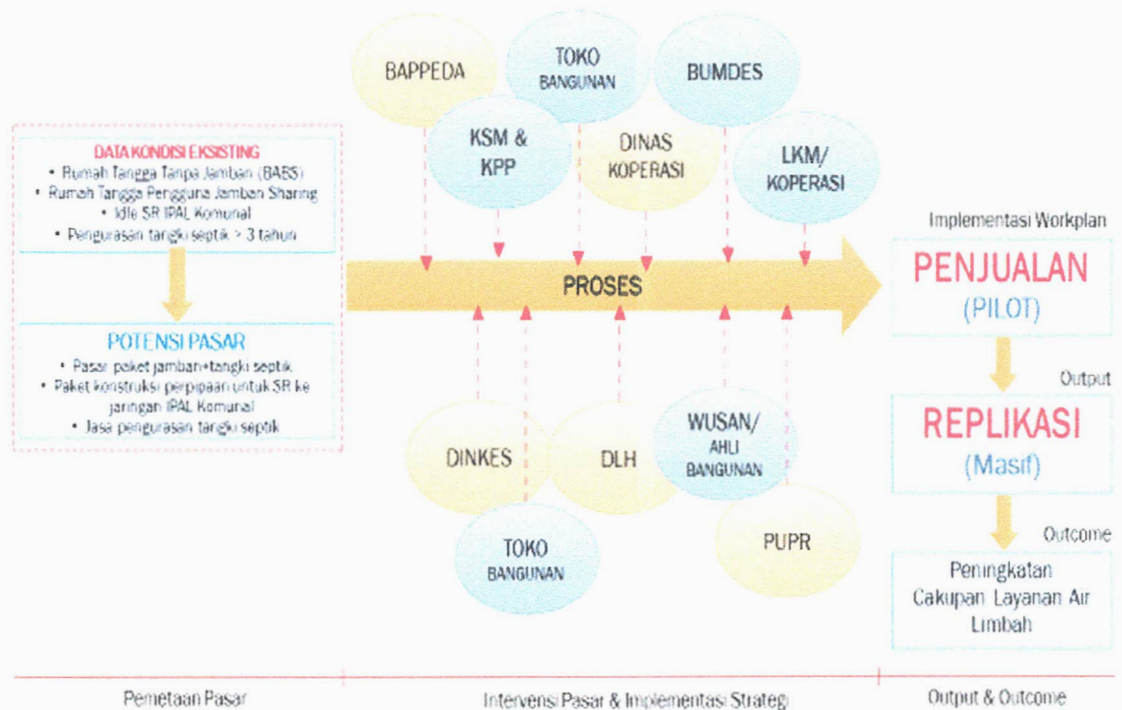 DATA KONDISI EKSISTING
• Rumah Tangga Tanpa Jamban (BABS)
• Rumah Tangga Pengguna Jamban Sharing
• Idle SR IPAL Komunal
• Pengurasan tangki septik > 3 tahun
POTENSI PASAR
• Pasar paket jamban+tangki septik
• Paket konstruksi perpipaan untuk SR ke
jaringan IPAL Komunal
• Jasa pengurasan tangki septik
BAPPEDA
TOKO
BANGUNAN
BUMDES
KSM &
KPP
DINAS
KOPERASI
LKM/
KOPERASI
PROSES
DINKES
DLH
WUSAN/
AHLI
BANGUNAN
TOKO
BANGUNAN
PUPR
Implementasi Workplan
PENJUALAN
(PILOT)
Output
REPLIKASI
(Masif)
Outcome
Peningkatan
Cakupan Layanan Air
Limbah
Pemetaan Pasar
Intervensi Pasar & Implementasi Strategi
Output & Outcome